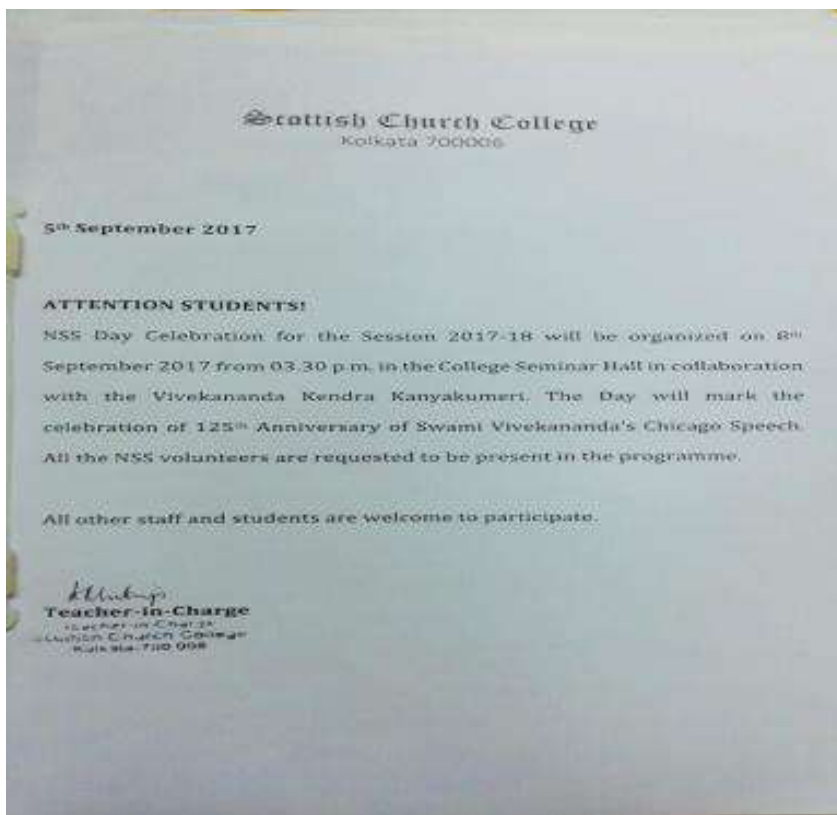 Scottish Church College
Kolkata 700006
5th September 2017
ATTENTION STUDENTS!
NSS Day Celebration for the Session 2017-18 will be organized on 8th
September 2017 from 03.30 p.m. in the College Seminar Hall in collaboration
with the Vivekananda Kendra Kanyakumeri. The Day will mark the
celebration of 125th Anniversary of Swami Vivekananda's Chicago Speech.
All the NSS volunteers are requested to be present in the programme.
All other staff and students are welcome to participate.
Teacher-in-Charge
Teacher-in-Charge
Church College
Kolkata-700 006